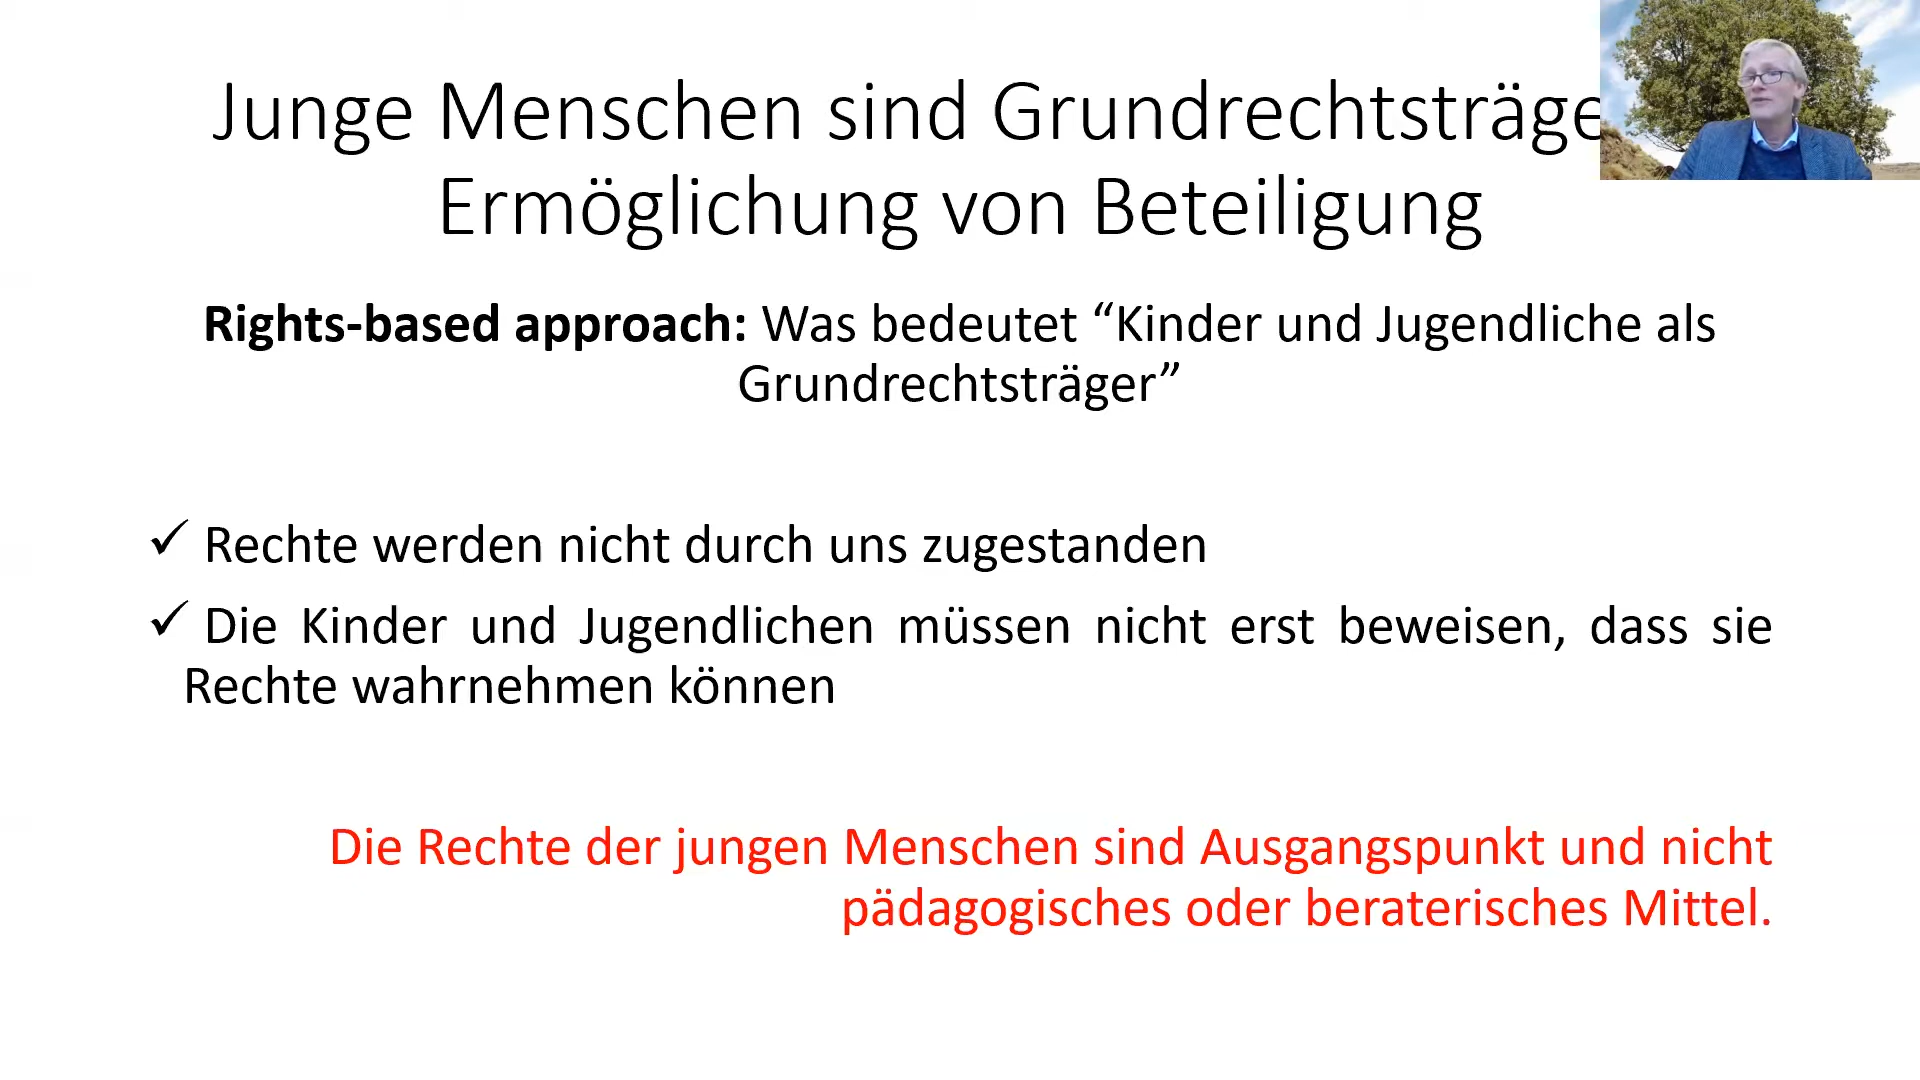 Junge Menschen sind Grundrechtsträge
Ermöglichung von Beteiligung
Rights-based approach: Was bedeutet “Kinder und Jugendliche als
Grundrechtsträger”
✓ Rechte werden nicht durch uns zugestanden
✓ Die Kinder und Jugendlichen müssen nicht erst beweisen, dass sie
Rechte wahrnehmen können
Die Rechte der jungen Menschen sind Ausgangspunkt und nicht
pädagogisches oder beraterisches Mittel.